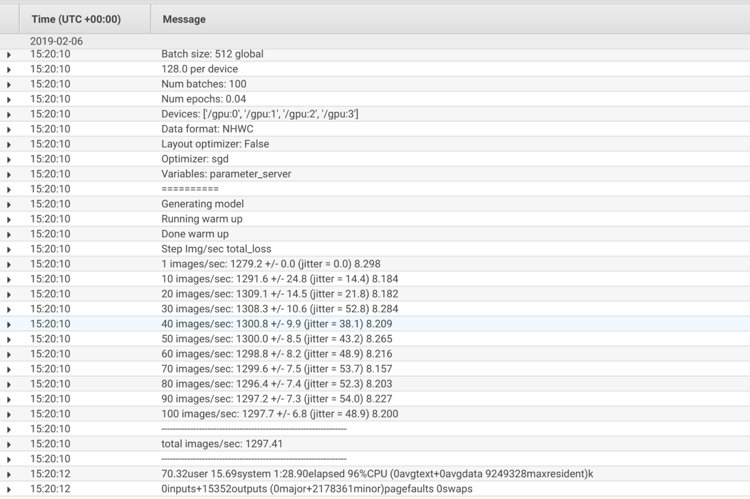 Time (UTC +00:00) Message
2019-02-06
15:20:10 Batch size: 512 global
15:20:10 128.0 per device
15:20:10 Num batches: 100
15:20:10 Num epochs: 0.04
15:20:10 Devices: ['/gpu:0', '/gpu:1', '/gpu:2', '/gpu:3']
15:20:10 Data format: NHWC
15:20:10 Layout optimizer: False
15:20:10 Optimizer: sgd
15:20:10 Variables: parameter_server
15:20:10 ==========
15:20:10 Generating model
15:20:10 Running warm up
15:20:10 Done warm up
15:20:10 Step Img/sec total_loss
15:20:10 1 images/sec: 1279.2 +/- 0.0 (jitter = 0.0) 8.298
15:20:10 10 images/sec: 1291.6 +/- 24.8 (jitter = 14.4) 8.184
15:20:10 20 images/sec: 1309.1 +/- 14.5 (jitter = 21.8) 8.182
15:20:10 30 images/sec: 1308.3 +/- 10.6 (jitter = 52.8) 8.284
15:20:10 40 images/sec: 1300.8 +/- 9.9 (jitter = 38.1) 8.209
15:20:10 50 images/sec: 1300.0 +/- 8.5 (jitter = 43.2) 8.265
15:20:10 60 images/sec: 1298.8 +/- 8.2 (jitter = 48.9) 8.216
15:20:10 70 images/sec: 1299.6 +/- 7.5 (jitter = 53.7) 8.157
15:20:10 80 images/sec: 1296.4 +/- 7.4 (jitter = 52.3) 8.203
15:20:10 90 images/sec: 1297.2 +/- 7.3 (jitter = 54.0) 8.227
15:20:10 100 images/sec: 1297.7 +/- 6.8 (jitter = 48.9) 8.200
15:20:10 ----------------------------------------------------------------
15:20:10 total images/sec: 1297.41
15:20:10 ----------------------------------------------------------------
15:20:12 70.32user 15.69system 1:28.90elapsed 96%CPU (0avgtext+0avgdata 9249328maxresident)k
15:20:12 0inputs+15352outputs (0major+2178361minor)pagefaults 0swaps